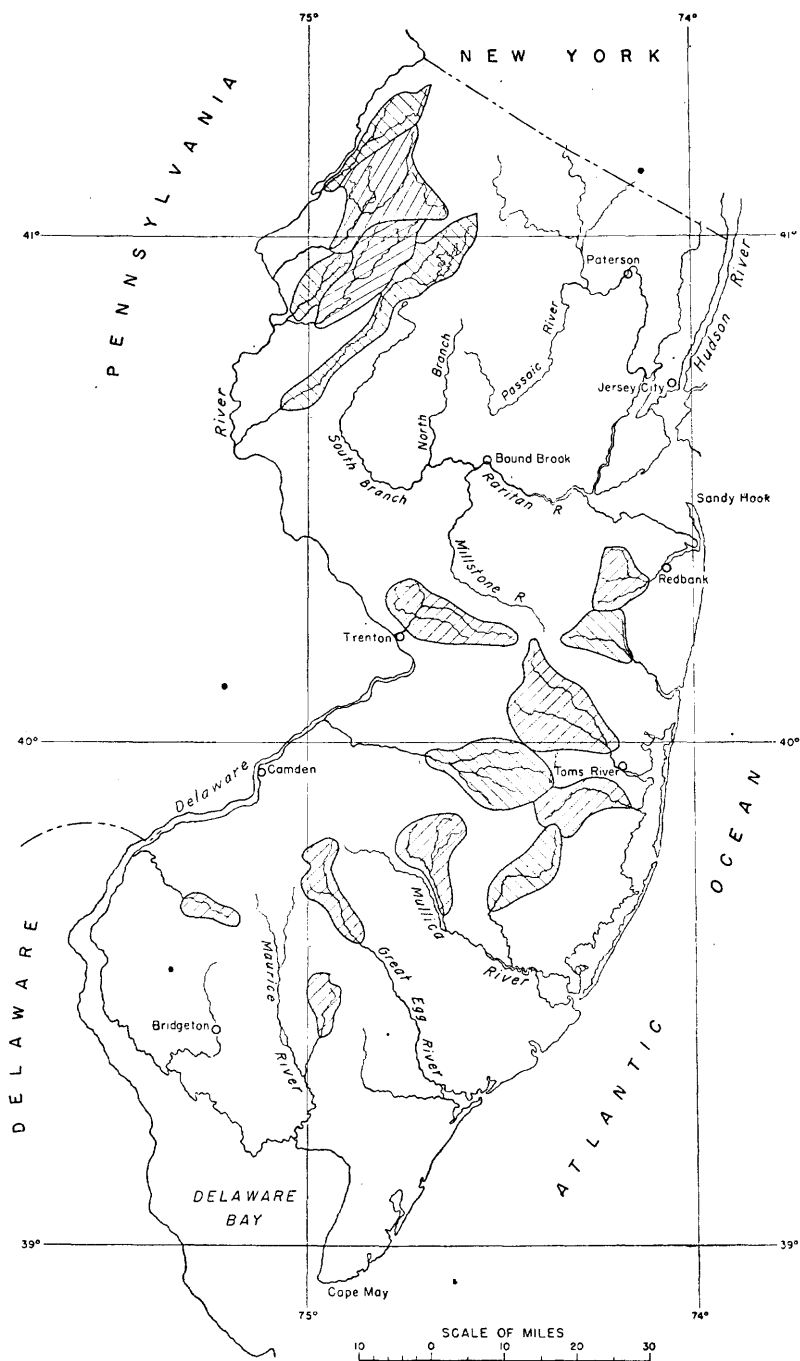 75°
74°
NEW YORK
PENNSYLVANIA
41°
41°
Paterson
Hudson River
Passaic River
Jersey City
North Branch
River
South Branch
Bound Brook
Raritan R
Sandy Hook
Millstone R
Redbank
Trenton
40°
40°
Delaware
Camden
Toms River
OCEAN
Mullica River
DELAWARE
Maurice River
Great Egg River
Bridgeton
ATLANTIC
DELAWARE
BAY
39°
39°
Cape May
75°
74°
SCALE OF MILES
10 0 10 20 30